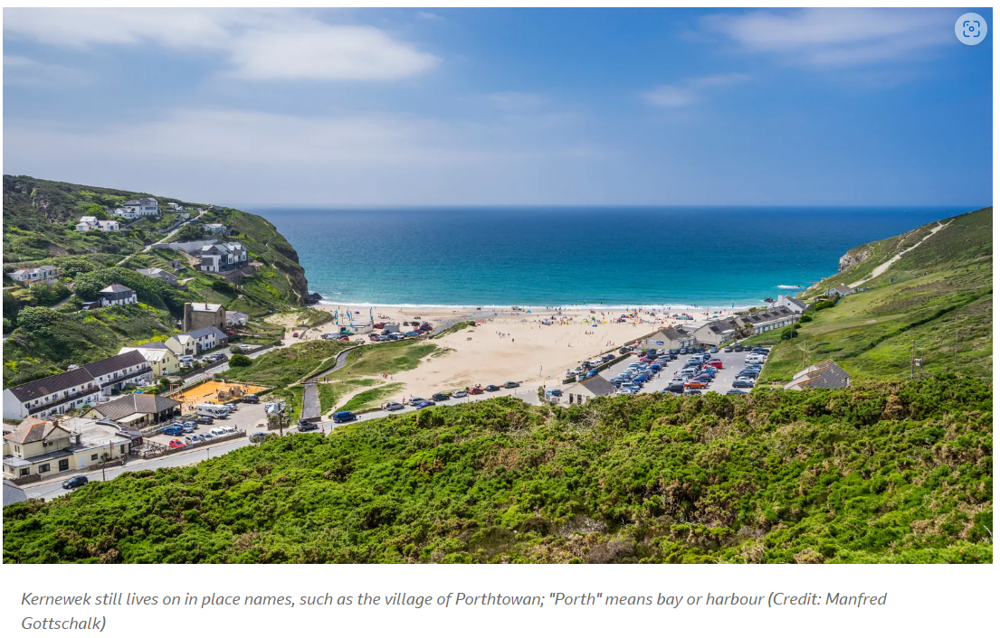 Kernewek still lives on in place names, such as the village of Porthtowan; "Porth" means bay or harbour (Credit: Manfred
Gottschalk)